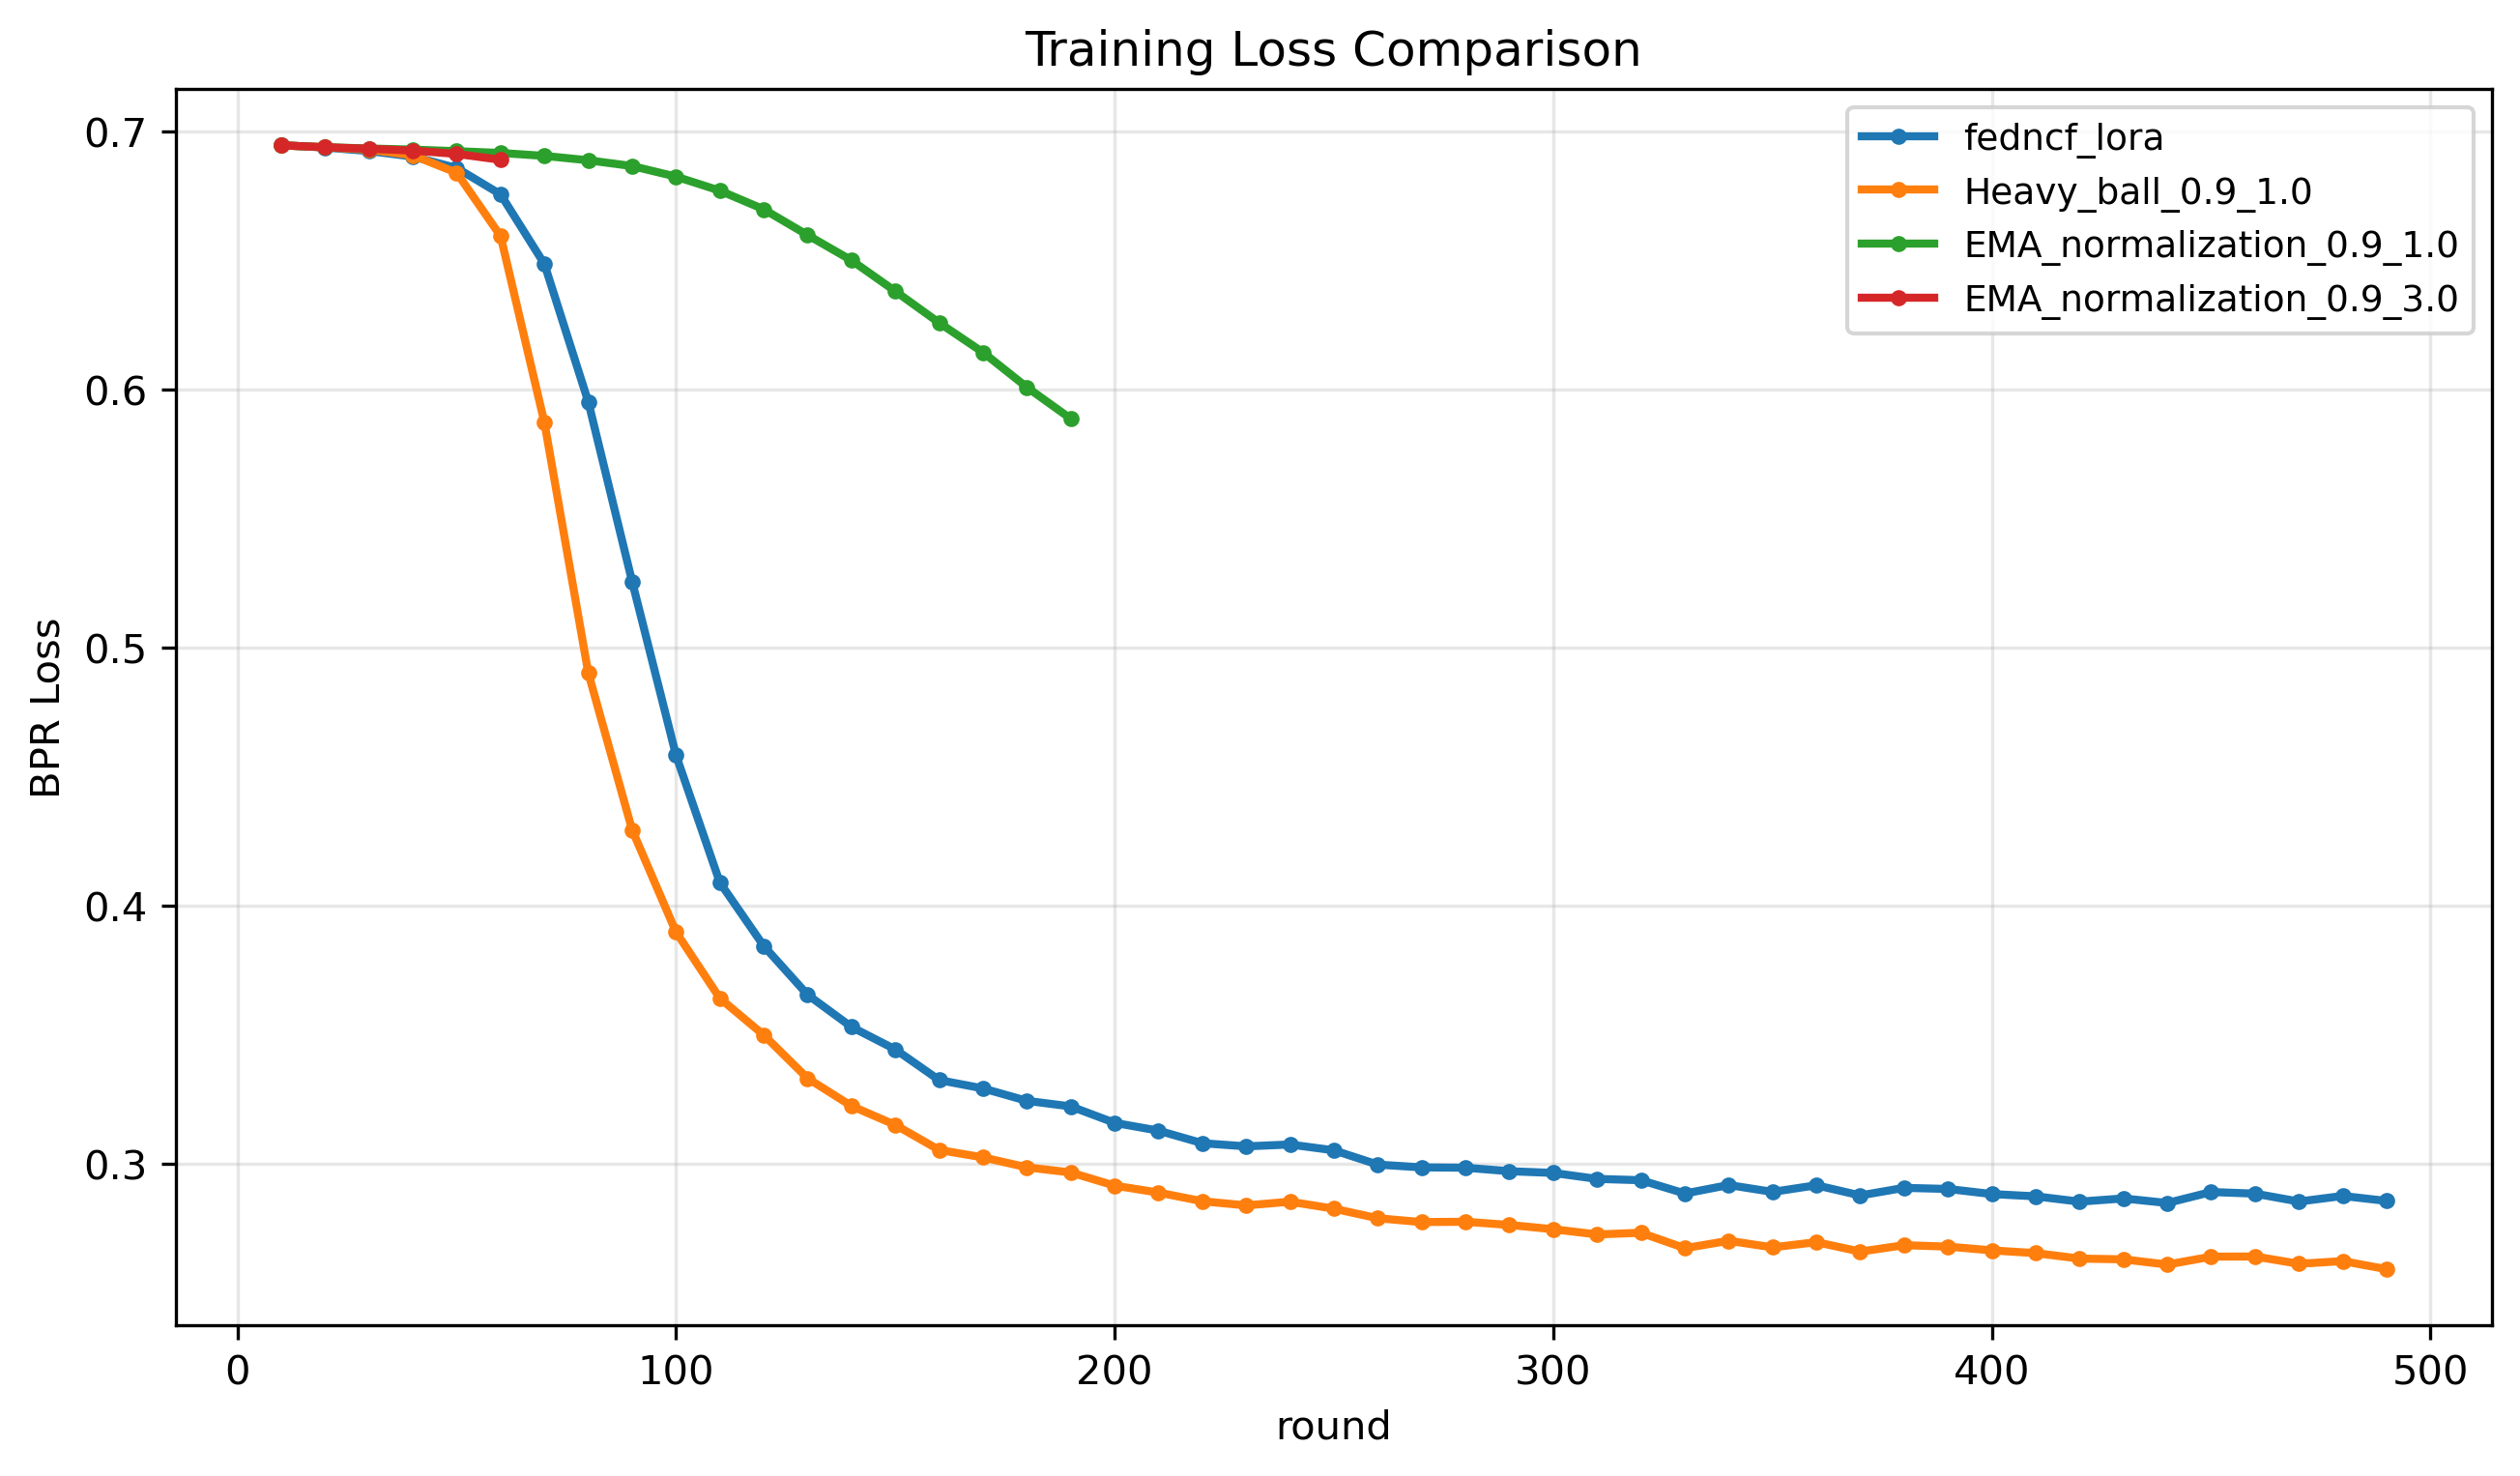 Training Loss Comparison
fedncf_lora
Heavy_ball_0.9_1.0
EMA_normalization_0.9_1.0
EMA_normalization_0.9_3.0
BPR Loss
0.7
0.6
0.5
0.4
0.3
0 100 200 300 400 500
round